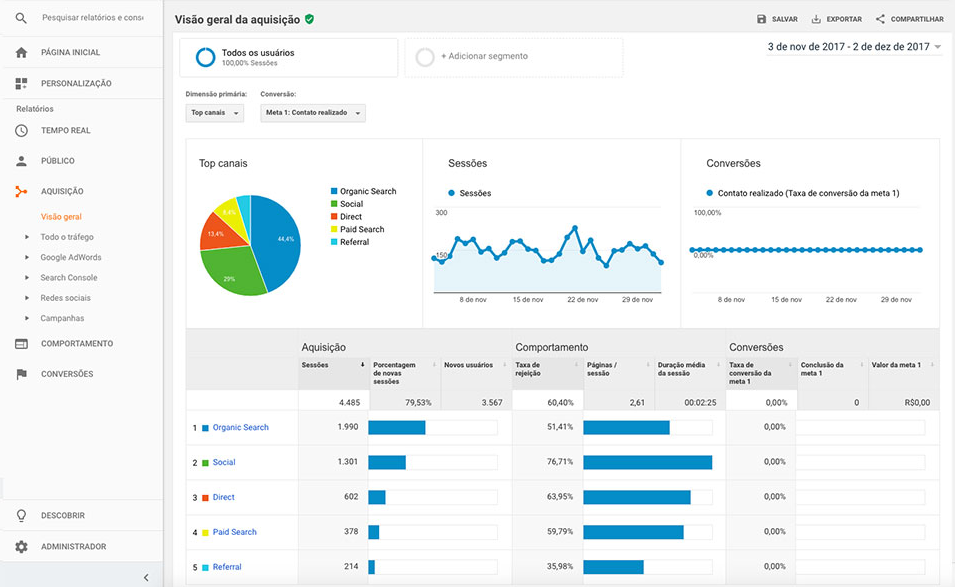 Pesquisar relatórios e conse
Visão geral da aquisição
SALVAR
EXPORTAR
COMPARTILHAR
PÁGINA INICIAL
PERSONALIZAÇÃO
Relatórios
TEMPO REAL
PÚBLICO
AQUISIÇÃO
Visão geral
Todo o tráfego
Google AdWords
Search Console
Redes sociais
Campanhas
COMPORTAMENTO
CONVERSÕES
DESCOBRIR
ADMINISTRADOR
Todos os usuários
100,00% Sessões
+ Adicionar segmento
3 de nov de 2017 - 2 de dez de 2017
Dimensão primária: Conversão:
Top canais
Meta 1: Contato realizado
Top canais
Organic Search
Social
Direct
Paid Search
Referral
44,4%
29%
13,4%
8,4%
Sessões
Sessões
300
150
8 de nov 15 de nov 22 de nov 29 de nov
Conversões
Contato realizado (Taxa de conversão da meta 1)
100,00%
0,00%
8 de nov 15 de nov 22 de nov 29 de nov
Aquisição Comportamento Conversões
Sessões
Porcentagem de novas sessões
Novos usuários
Taxa de rejeição
Páginas / sessão
Duração média da sessão
Taxa de conversão da meta 1
Conclusão da meta 1
Valor da meta 1
4.485 79,53% 3.567 60,40% 2,61 00:02:25 0,00% 0 R$0,00
1 Organic Search 1.990 51,41% 0,00%
2 Social 1.301 76,71% 0,00%
3 Direct 602 63,95% 0,00%
4 Paid Search 378 59,79% 0,00%
5 Referral 214 35,98% 0,00%